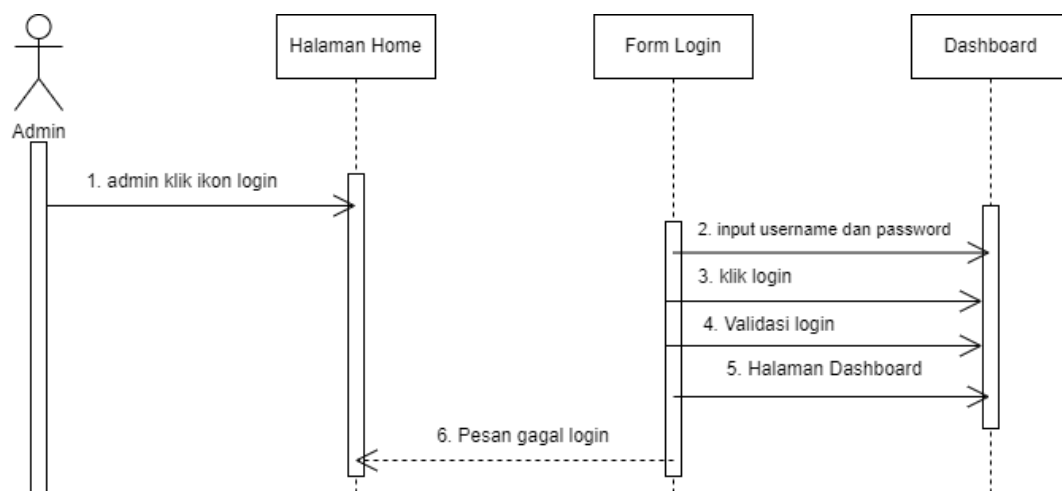 Halaman Home
Form Login
Dashboard
Admin
1. admin klik ikon login
2. input username dan password
3. klik login
4. Validasi login
5. Halaman Dashboard
6. Pesan gagal login